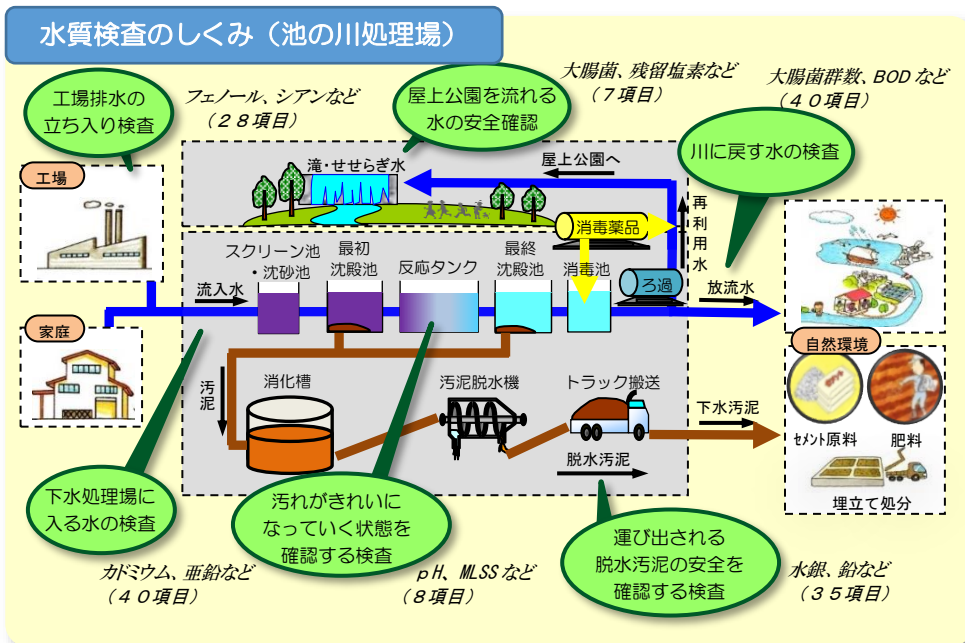 水質検査のしくみ（池の川処理場）
工場排水の
立ち入り検査
フェノール、シアンなど
（２８項目）
屋上公園を流れる
水の安全確認
大腸菌、残留塩素など
（７項目）
大腸菌群数、BOD など
（４０項目）
川に戻す水の検査
工場
滝・せせらぎ水
屋上公園へ
再利用水
消毒薬品
スクリーン池
・沈砂池
最初
沈殿池
反応タンク
最終
沈殿池
消毒池
ろ過
流入水
放流水
家庭
自然環境
汚泥
消化槽
汚泥脱水機
トラック搬送
下水汚泥
脱水汚泥
セメント原料
肥料
埋立て処分
下水処理場に
入る水の検査
汚れがきれいに
なっていく状態を
確認する検査
運び出される
脱水汚泥の安全を
確認する検査
カドミウム、亜鉛など
（４０項目）
ｐH、MLSS など
（８項目）
水銀、鉛など
（３５項目）